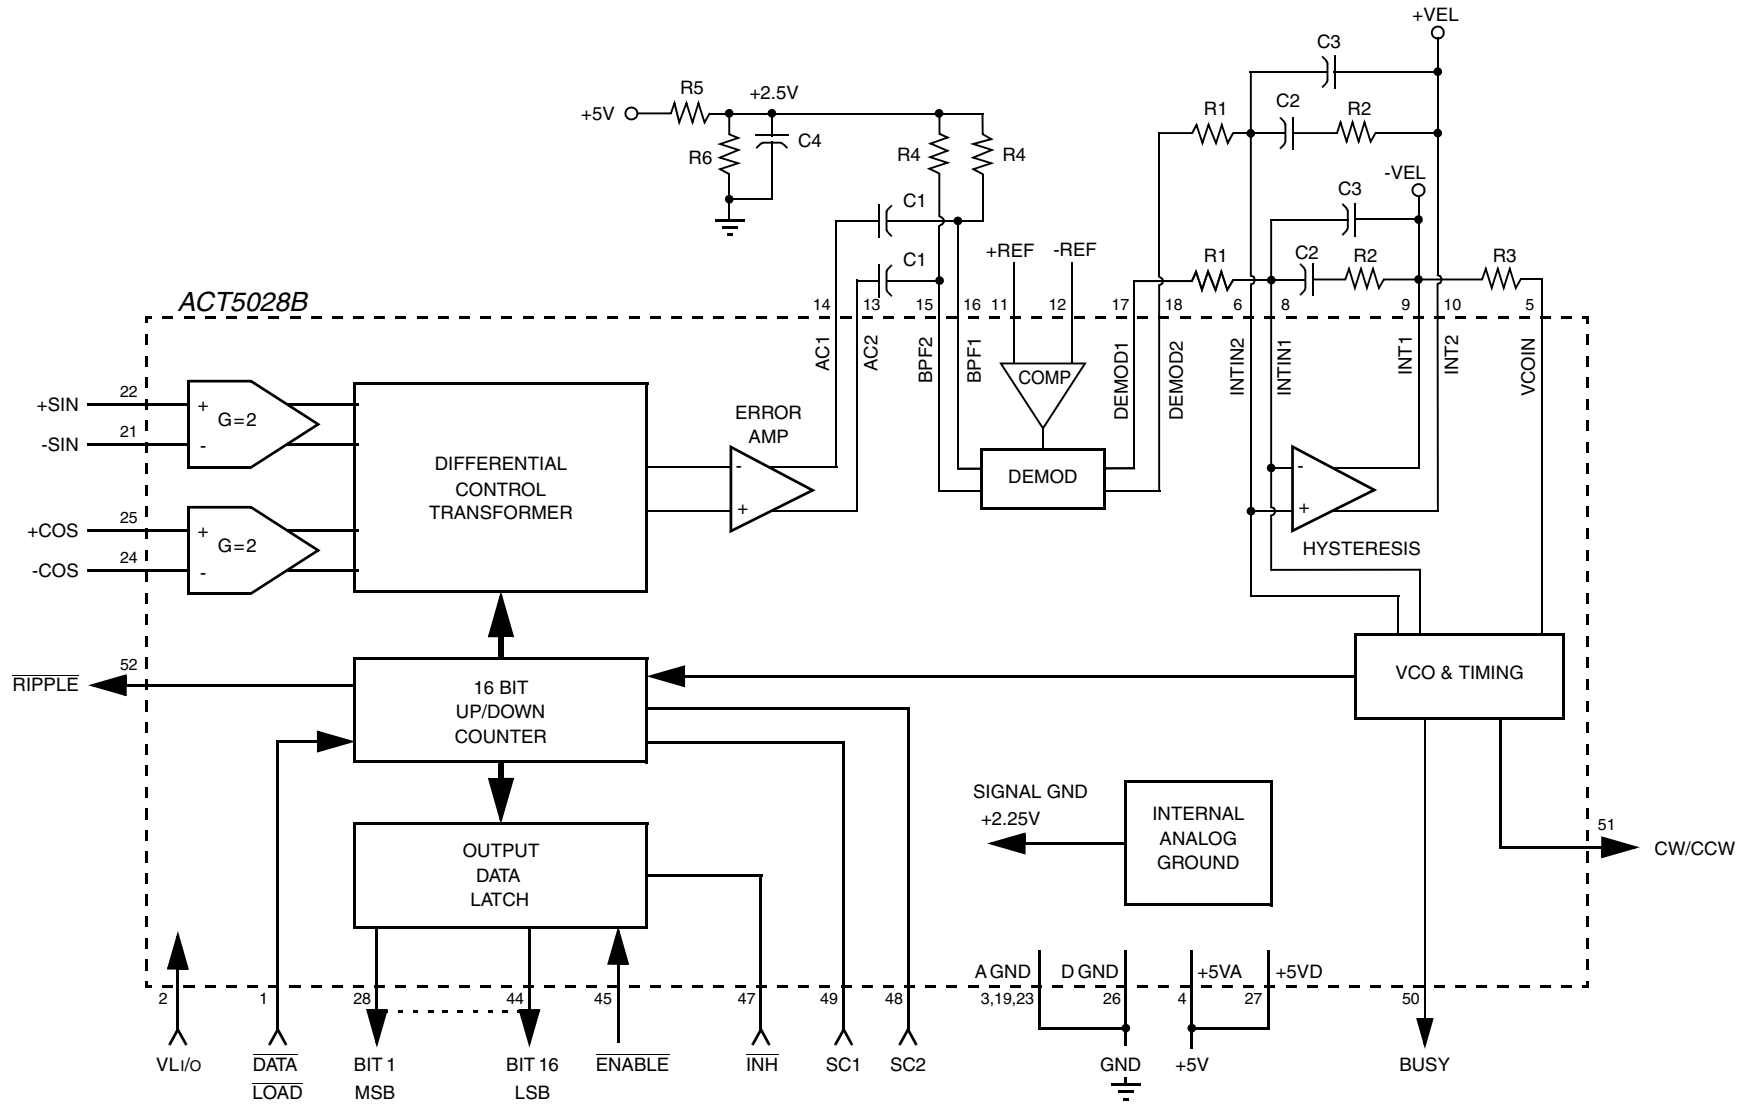 +VEL
C3
R5
+2.5V
+5V
R6
C4
R4
R4
R1
C2
R2
-VEL
C3
C1
C1
+REF
-REF
R1
C2
R2
R3
ACT5028B
14
13
15
16
11
12
17
18
6
8
9
10
5
AC1
AC2
BPF2
BPF1
DEMOD1
DEMOD2
INTIN2
INTIN1
INT1
INT2
VCOIN
COMP
DEMOD
+SIN
22
-SIN
21
+
-
G=2
+COS
25
-COS
24
+
-
G=2
DIFFERENTIAL
CONTROL
TRANSFORMER
ERROR
AMP
-
+
-
+
HYSTERESIS
RIPPLE
52
16 BIT
UP/DOWN
COUNTER
VCO & TIMING
SIGNAL GND
+2.25V
INTERNAL
ANALOG
GROUND
OUTPUT
DATA
LATCH
51
CW/CCW
A GND
D GND
+5VA
+5VD
2
1
28
44
45
47
49
48
3,19,23
26
4
27
50
VLI/O
DATA
LOAD
BIT 1
MSB
BIT 16
LSB
ENABLE
INH
SC1
SC2
GND
+5V
BUSY